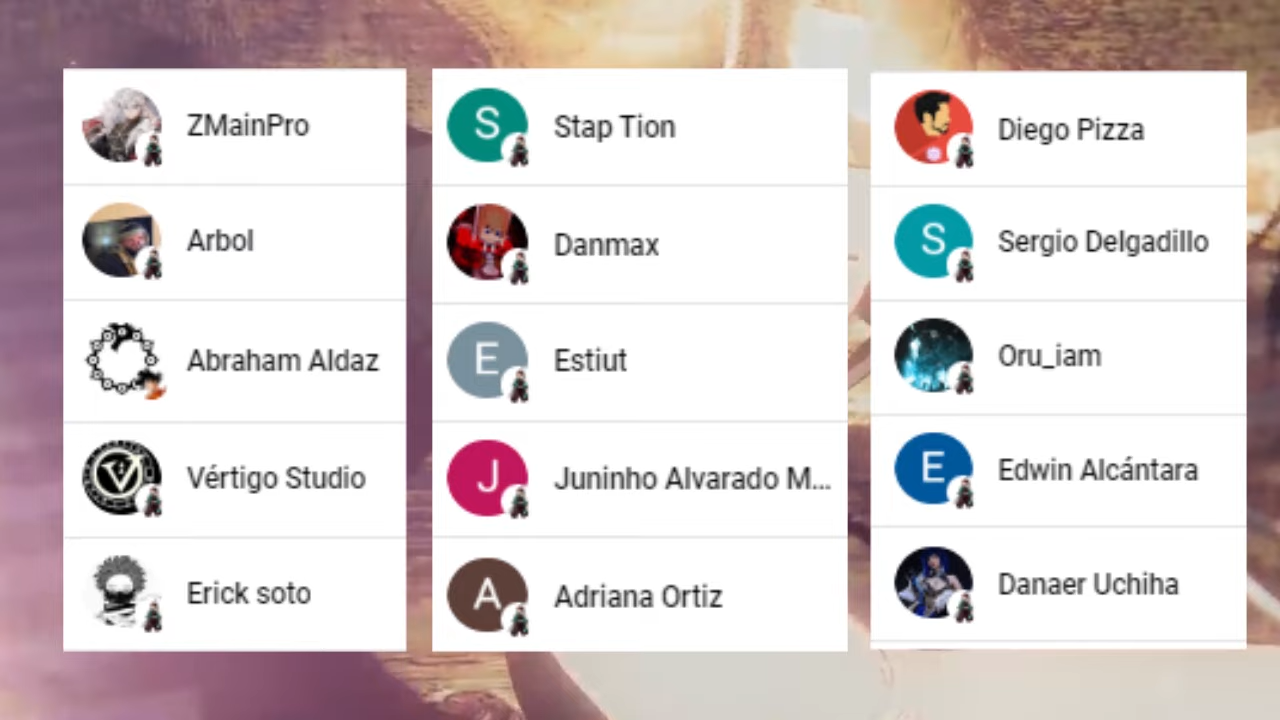 ZMainPro
Arbol
Abraham Aldaz
Vértigo Studio
Erick soto
S
Stap Tion
Danmax
E
Estiut
J
Juninho Alvarado M...
A
Adriana Ortiz
Diego Pizza
S
Sergio Delgadillo
Oru_iam
E
Edwin Alcántara
Danaer Uchiha